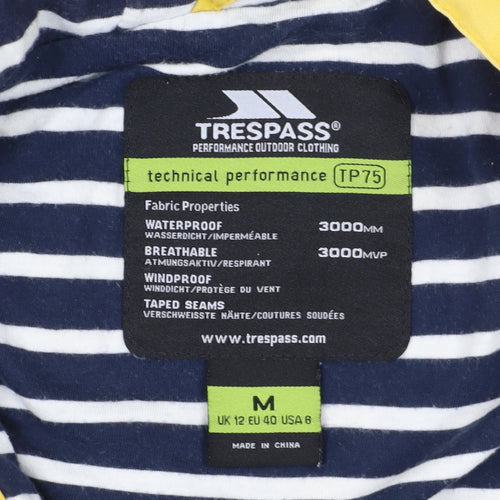 TRESPASS®
PERFORMANCE OUTDOOR CLOTHING
technical performance TP75
Fabric Properties
WATERPROOF 3000MM
WASSERDICHT/IMPERMÉABLE
BREATHABLE 3000MVP
ATMUNGSAKTIV/RESPIRANT
WINDPROOF
WINDDICHT/PROTÈGE DU VENT
TAPED SEAMS
VERSCHWEISSTE NÄHTE/COUTURES SOUDÉES
www.trespass.com
M
UK 12 EU 40 USA 8
MADE IN CHINA